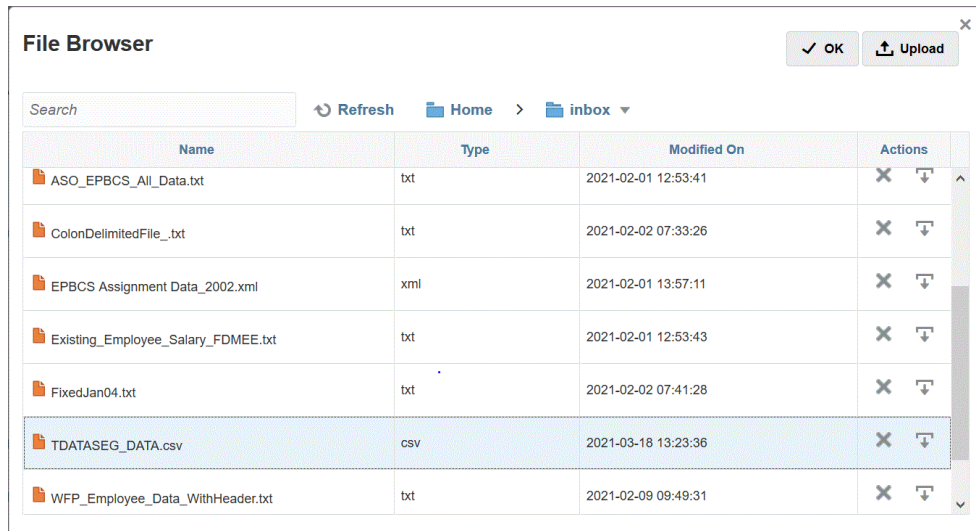 File Browser
OK
Upload
Search
Refresh
Home
>
inbox
Name Type Modified On Actions
ASO_EPBCS_All_Data.txt txt 2021-02-01 12:53:41
ColonDelimitedFile_.txt txt 2021-02-02 07:33:26
EPBCS Assignment Data_2002.xml xml 2021-02-01 13:57:11
Existing_Employee_Salary_FDMEE.txt txt 2021-02-01 12:53:43
FixedJan04.txt txt 2021-02-02 07:41:28
TDATASEG_DATA.csv csv 2021-03-18 13:23:36
WFP_Employee_Data_WithHeader.txt txt 2021-02-09 09:49:31